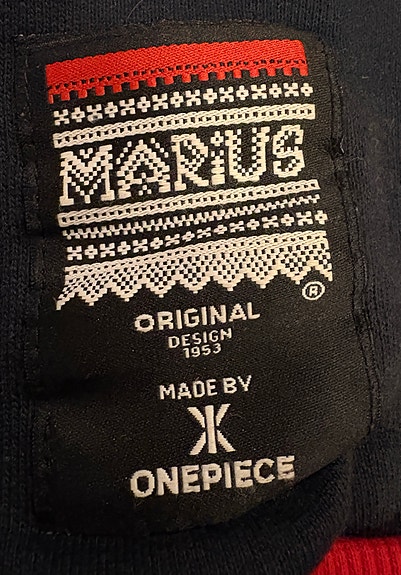 MARIUS
®
ORIGINAL
DESIGN
1953
MADE BY
ONEPIECE